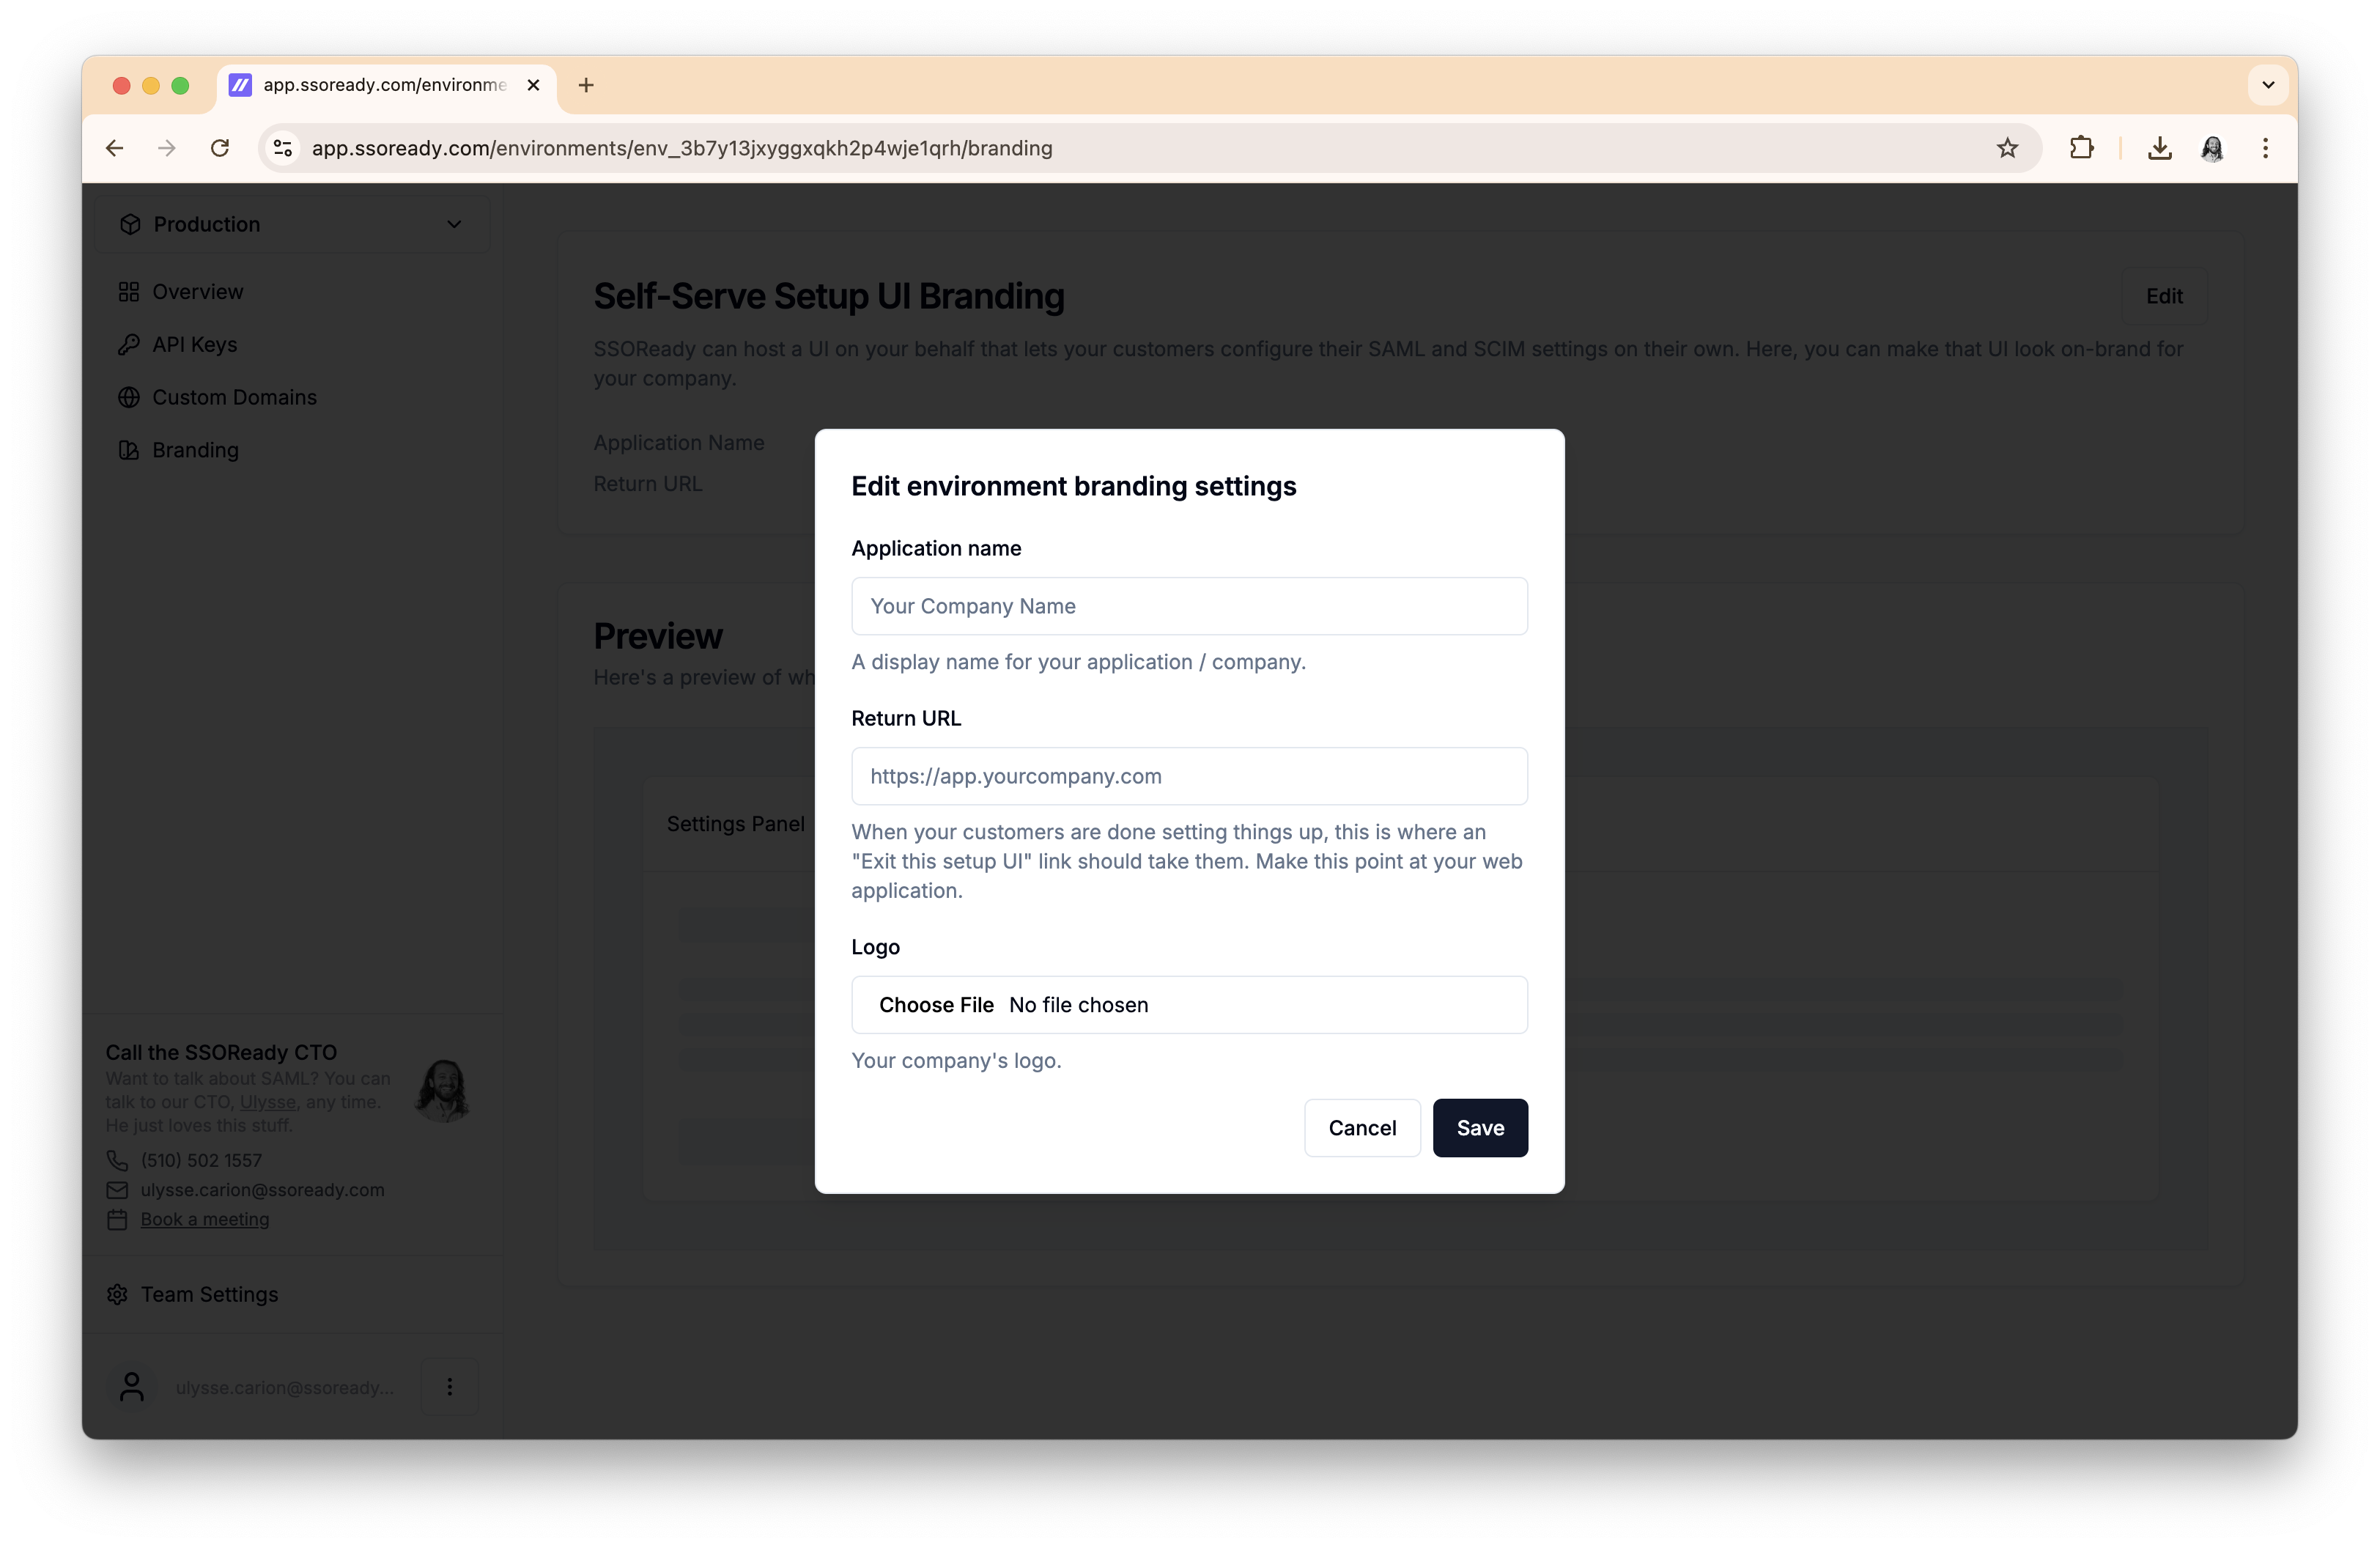 app.ssoready.com/environme
app.ssoready.com/environments/env_3b7y13jxyggxqkh2p4wje1qrh/branding
Production
Overview
API Keys
Custom Domains
Branding
Call the SSOReady CTO
Want to talk about SAML? You can
talk to our CTO, Ulysse, any time.
He just loves this stuff.
(510) 502 1557
ulysse.carion@ssoready.com
Book a meeting
Team Settings
ulysse.carion@ssoready...
Self-Serve Setup UI Branding
Edit
SSOReady can host a UI on your behalf that lets your customers configure their SAML and SCIM settings on their own. Here, you can make that UI look on-brand for
your company.
Application Name
Return URL
Preview
Here's a preview of wh
Settings Panel
Edit environment branding settings
Application name
Your Company Name
A display name for your application / company.
Return URL
https://app.yourcompany.com
When your customers are done setting things up, this is where an
"Exit this setup UI" link should take them. Make this point at your web
application.
Logo
Choose File No file chosen
Your company's logo.
Cancel
Save